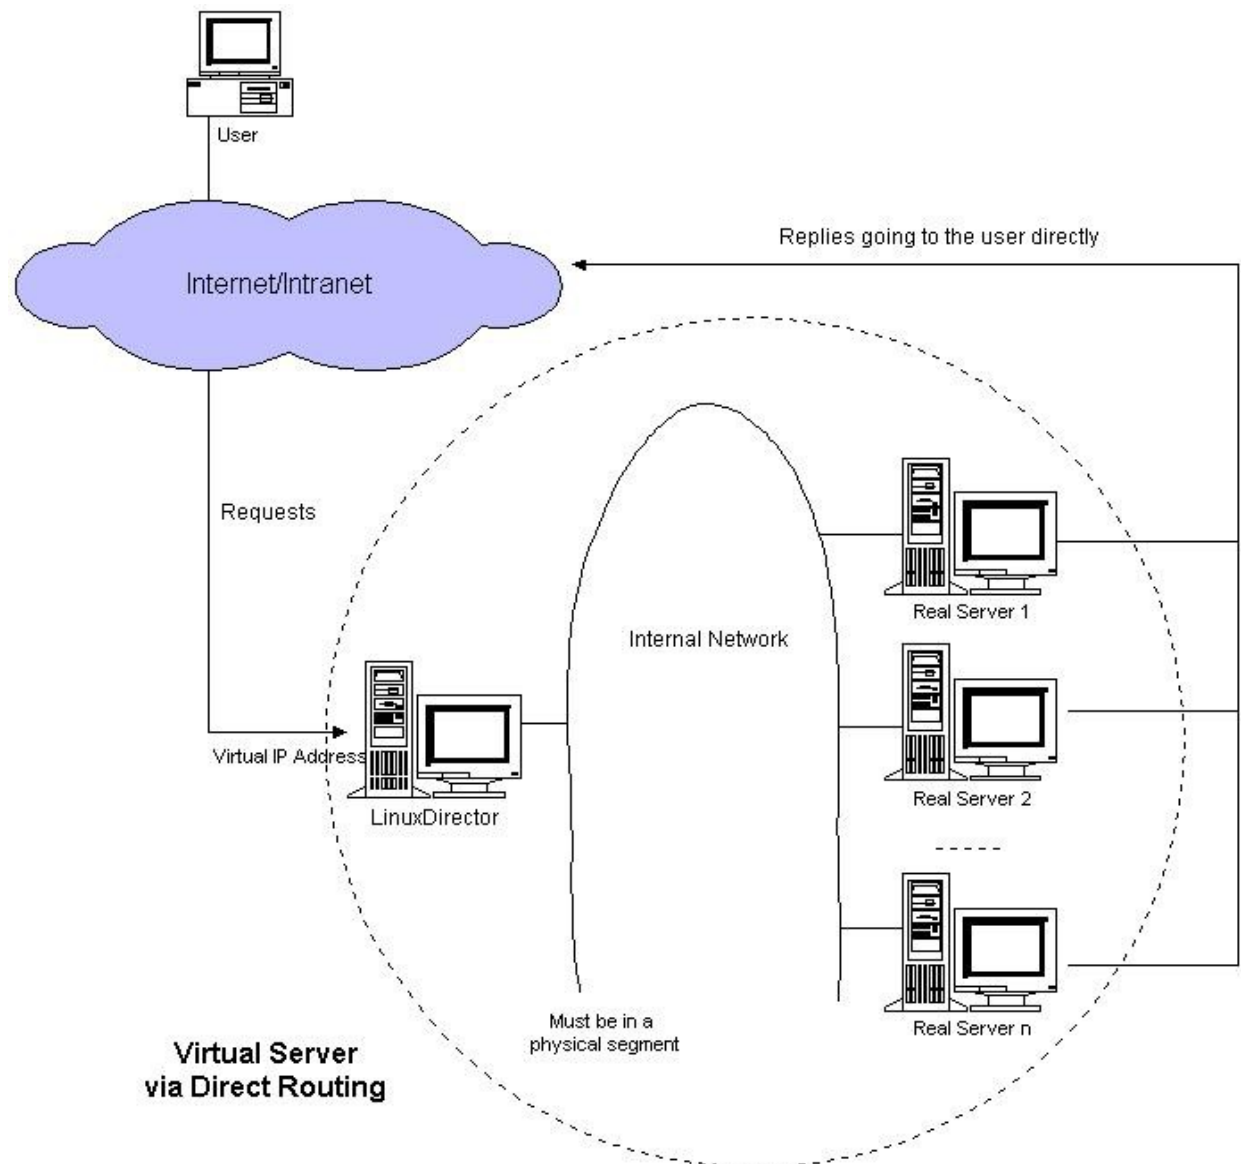 User
Replies going to the user directly
Internet/Intranet
Requests
Real Server 1
Internal Network
Virtual IP Address
Real Server 2
LinuxDirector
Must be in a
physical segment
Real Server n
Virtual Server
via Direct Routing